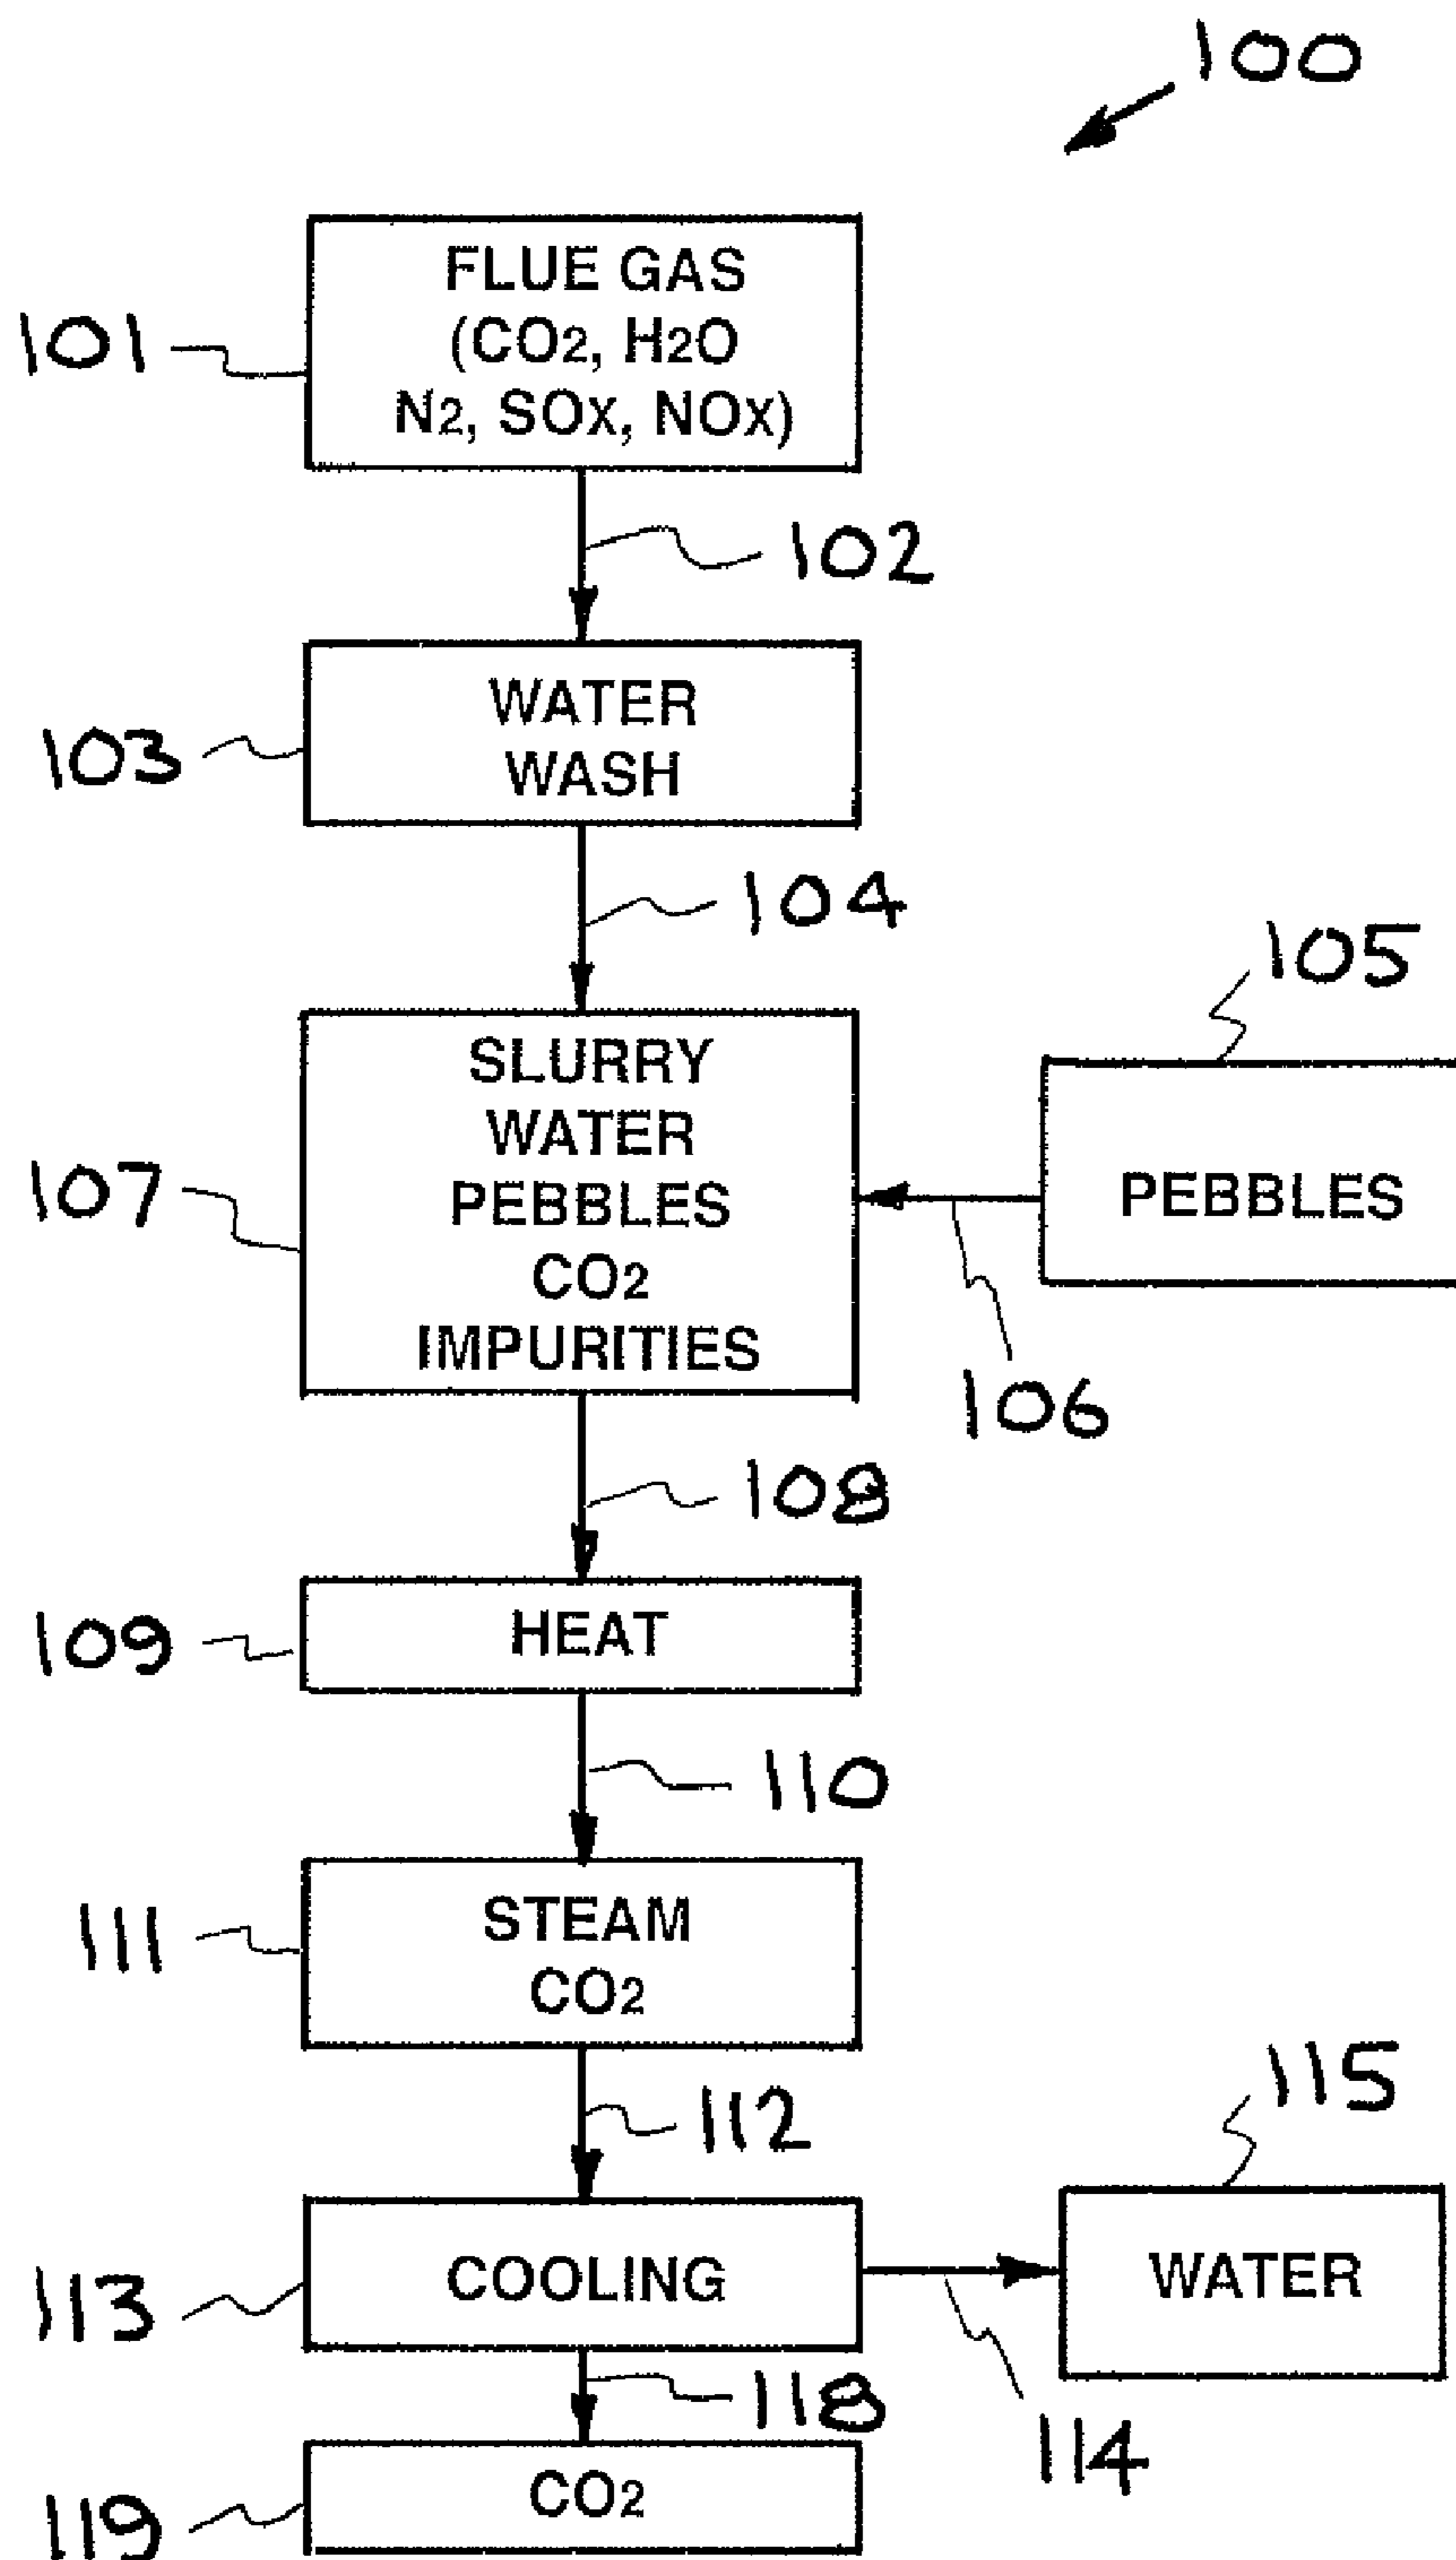 100
FLUE GAS
(CO2, H2O
N2, SOX, NOX)
101
102
WATER
WASH
103
104
105
SLURRY
WATER
PEBBLES
CO2
IMPURITIES
107
PEBBLES
106
108
HEAT
109
110
STEAM
CO2
111
112
115
COOLING
113
WATER
114
118
CO2
119